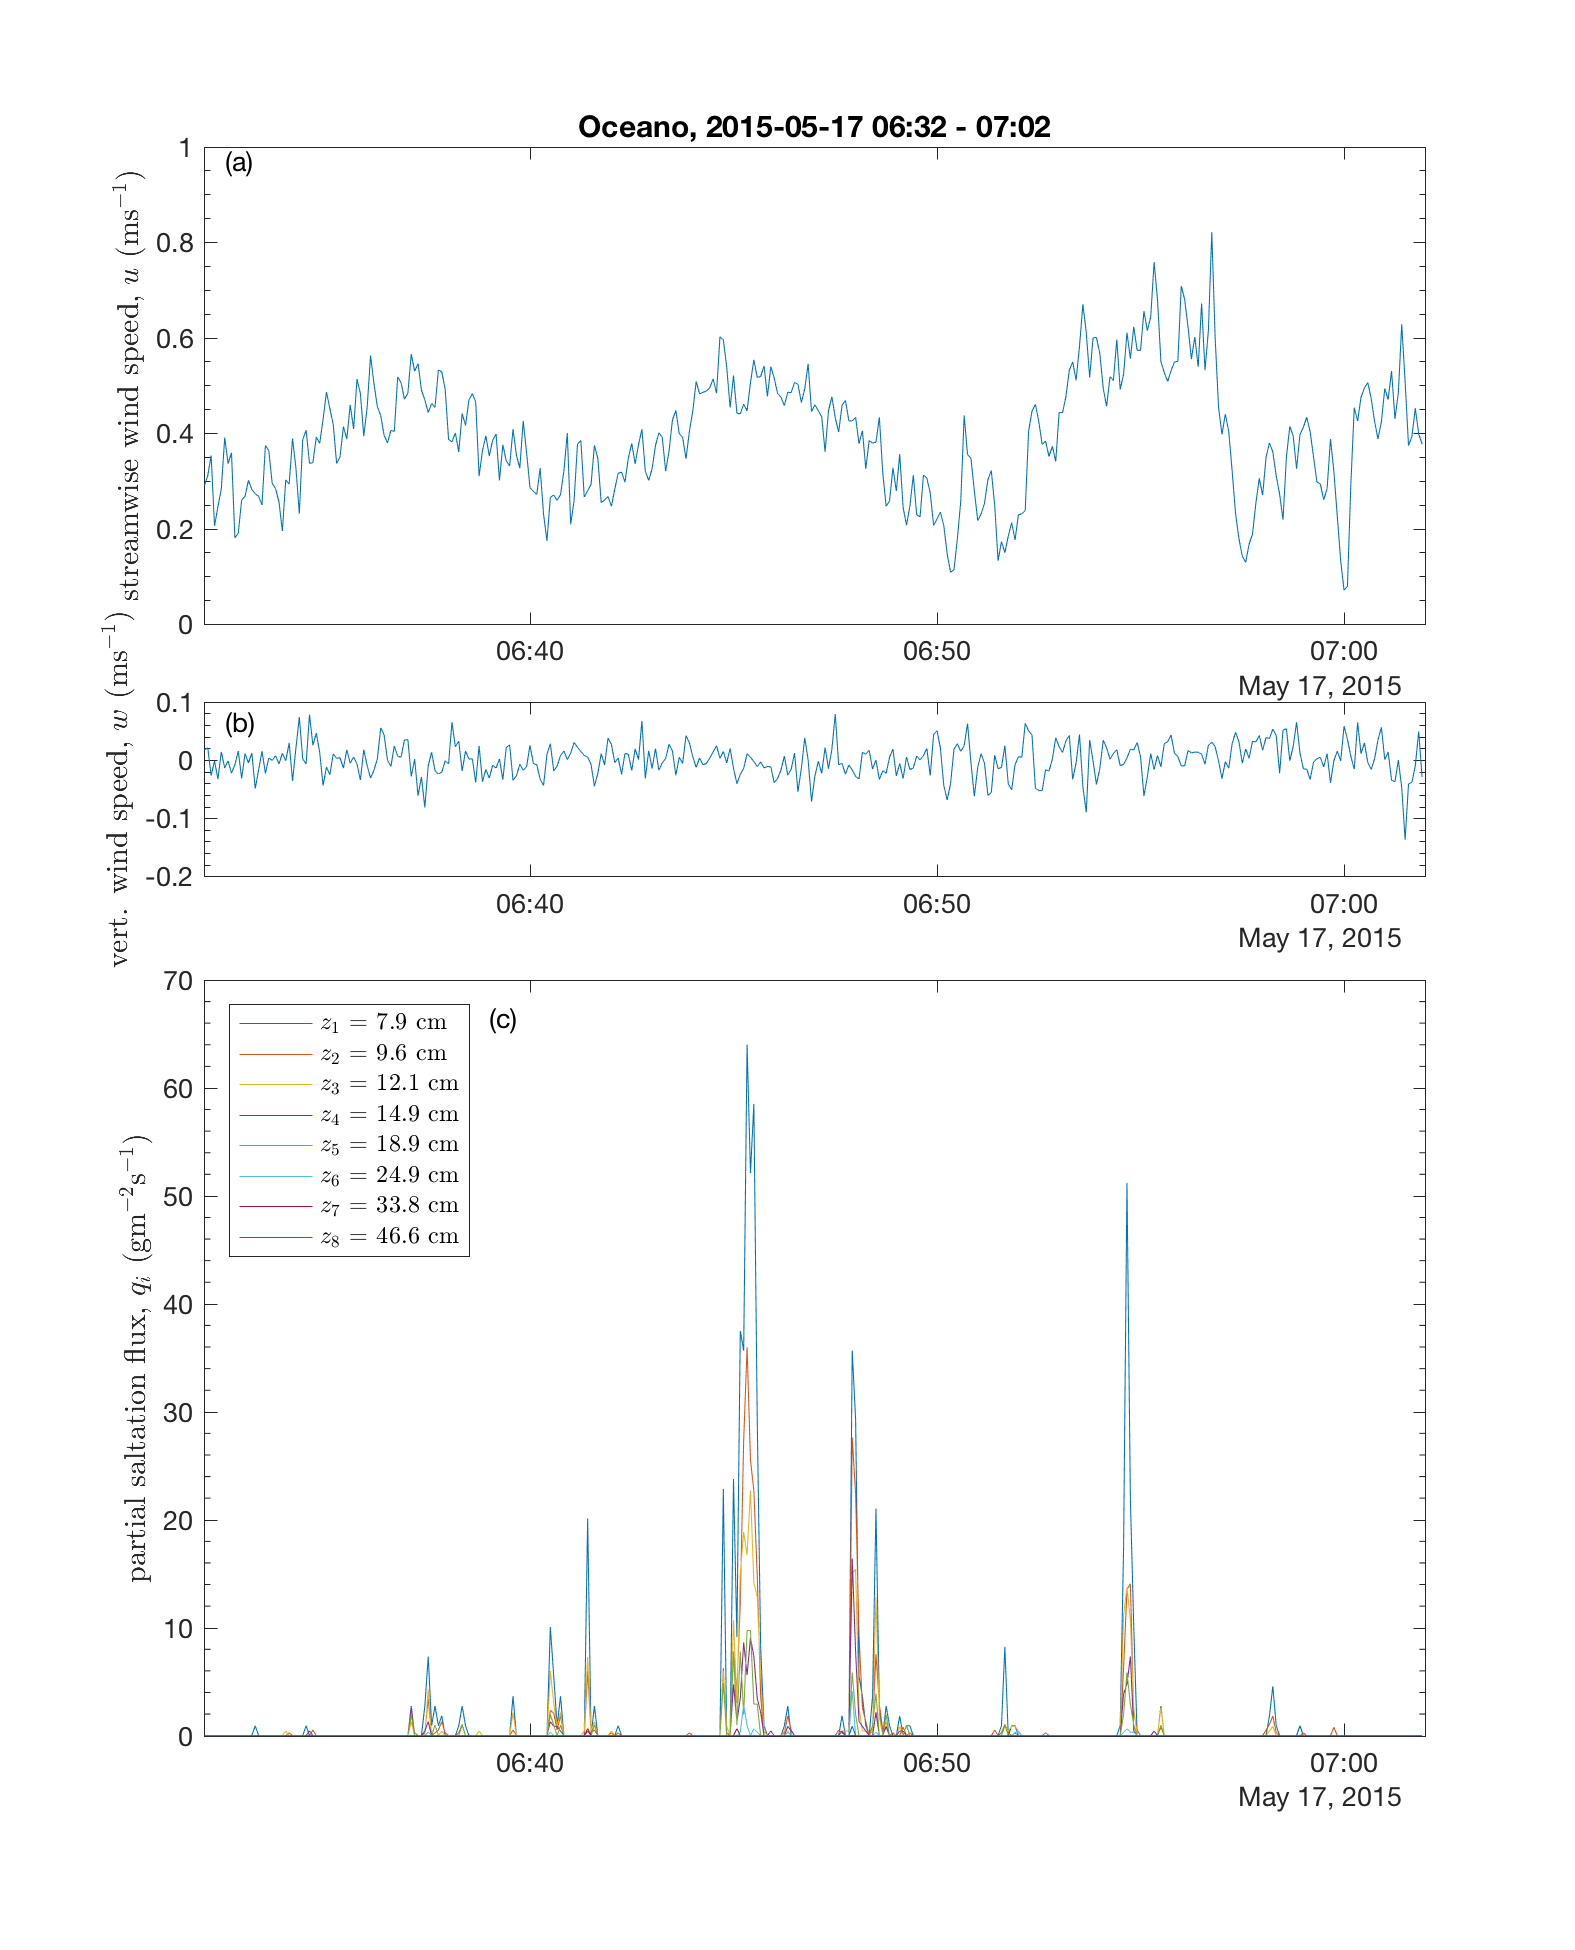 Oceano, 2015-05-17 06:32 - 07:02
(a)
streamwise wind speed, u (ms⁻¹)
1
0.8
0.6
0.4
0.2
0
06:40 06:50 07:00
May 17, 2015
(b)
vert. wind speed, w (ms⁻¹)
0.1
0
-0.1
-0.2
06:40 06:50 07:00
May 17, 2015
(c)
partial saltation flux, qᵢ (gm⁻²s⁻¹)
70
60
50
40
30
20
10
0
z₁ = 7.9 cm
z₂ = 9.6 cm
z₃ = 12.1 cm
z₄ = 14.9 cm
z₅ = 18.9 cm
z₆ = 24.9 cm
z₇ = 33.8 cm
z₈ = 46.6 cm
06:40 06:50 07:00
May 17, 2015